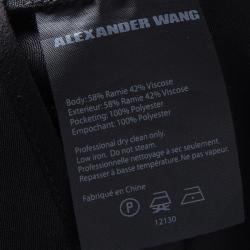 ALEXANDER WANG
Body: 58% Ramie 42% Viscose
Exterieur: 58% Ramie 42% Viscose
Pocketing: 100% Polyester
Empochant: 100% Polyester
Professional dry clean only.
Low iron. Do not steam.
Professionelle nettoyage à sec seulement.
Repasser à basse température. Ne pas vapeur.
Fabriqué en Chine
P
12130